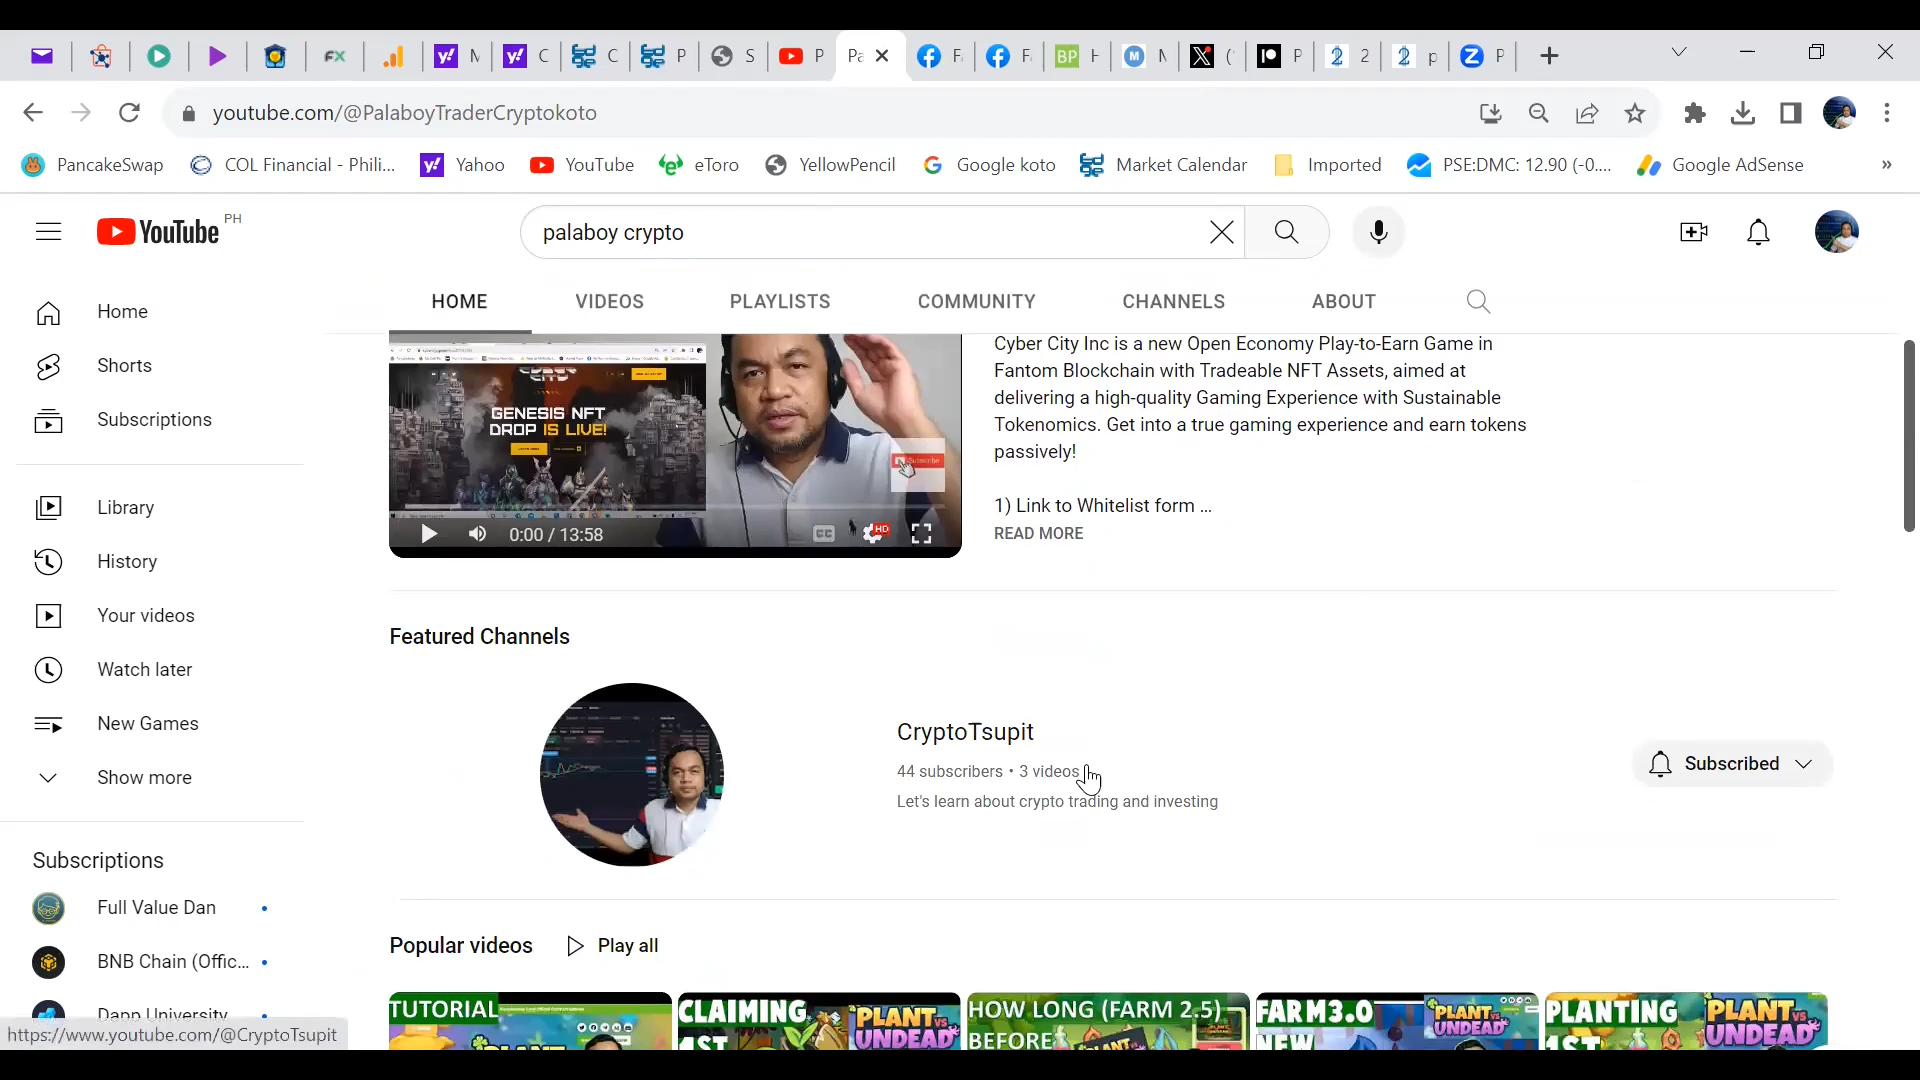 M
C
C
P
S
P
Pa
F
F
BP
H
M
M
(
P
2
p
P
youtube.com/@PalaboyTraderCryptokoto
PancakeSwap
COL Financial - Phili...
Yahoo
YouTube
eToro
YellowPencil
Google koto
Market Calendar
Imported
PSE:DMC: 12.90 (-0....
Google AdSense
»
YouTube PH
palaboy crypto
HOME
VIDEOS
PLAYLISTS
COMMUNITY
CHANNELS
ABOUT
Home
Shorts
Subscriptions
Library
History
Your videos
Watch later
New Games
Show more
Subscriptions
Full Value Dan
BNB Chain (Offic...
Dapp University
https://www.youtube.com/@CryptoTsupit
GENESIS NFT
DROP IS LIVE!
Subscribe
0:00 / 13:58
CC
HD
Cyber City Inc is a new Open Economy Play-to-Earn Game in
Fantom Blockchain with Tradeable NFT Assets, aimed at
delivering a high-quality Gaming Experience with Sustainable
Tokenomics. Get into a true gaming experience and earn tokens
passively!
1) Link to Whitelist form ...
READ MORE
Featured Channels
CryptoTsupit
44 subscribers • 3 videos
Let's learn about crypto trading and investing
Subscribed
Popular videos
Play all
TUTORIAL
CLAIMING
1ST
PLANT VS
UNDEAD
HOW LONG (FARM 2.5)
BEFORE
FARM3.0
NEW
PLANT VS
UNDEAD
PLANTING
1ST
PLANT VS
UNDEAD